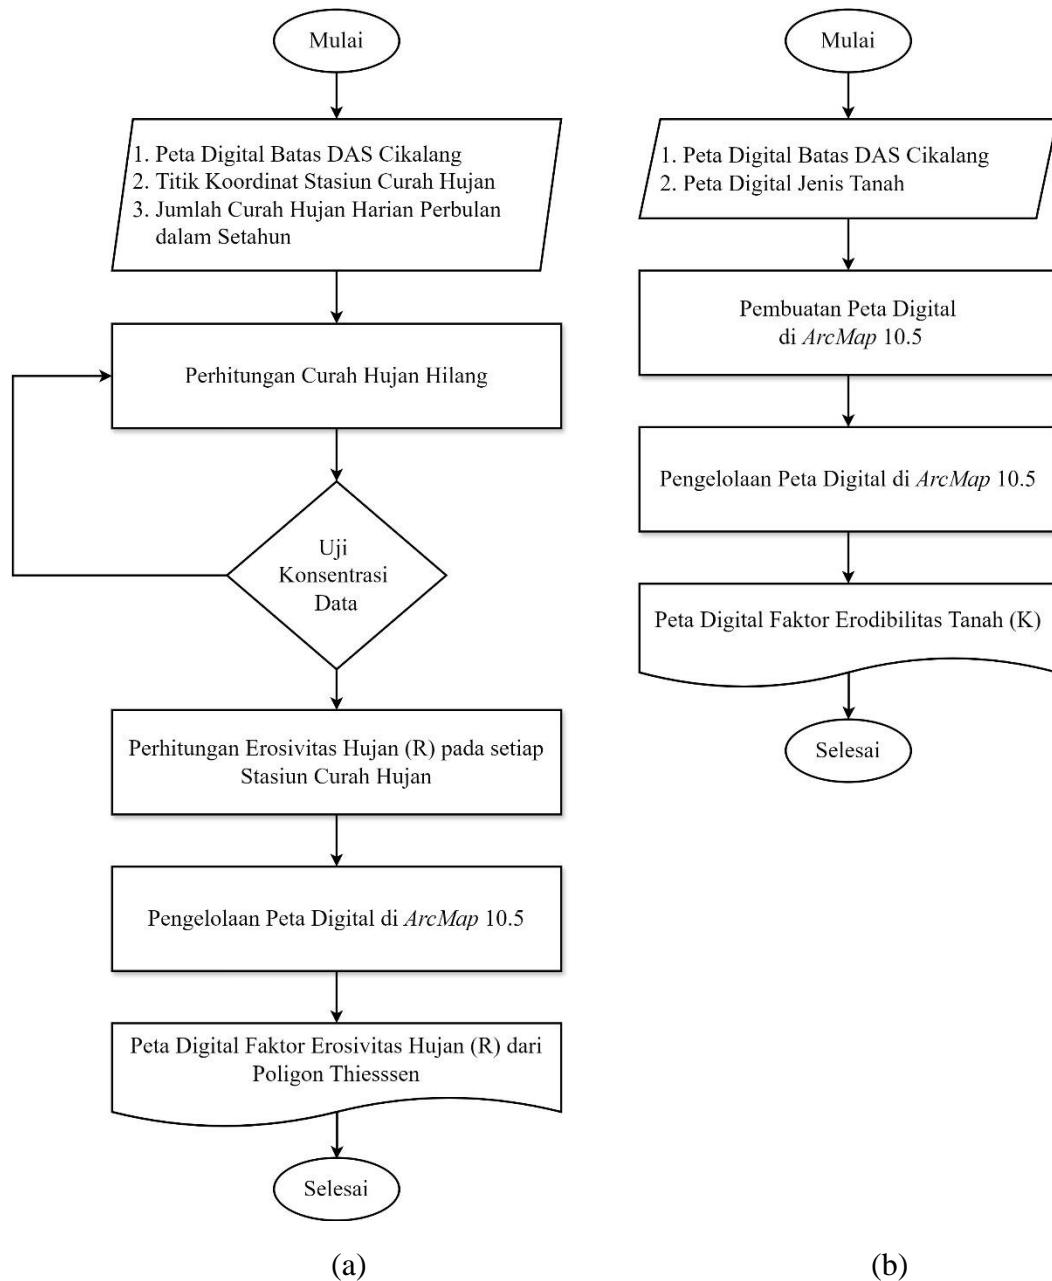 Mulai
1. Peta Digital Batas DAS Cikalang
2. Titik Koordinat Stasiun Curah Hujan
3. Jumlah Curah Hujan Harian Perbulan
dalam Setahun
Perhitungan Curah Hujan Hilang
Uji
Konsentrasi
Data
Perhitungan Erosivitas Hujan (R) pada setiap
Stasiun Curah Hujan
Pengelolaan Peta Digital di ArcMap 10.5
Peta Digital Faktor Erosivitas Hujan (R) dari
Poligon Thiesssen
Selesai
(a)
Mulai
1. Peta Digital Batas DAS Cikalang
2. Peta Digital Jenis Tanah
Pembuatan Peta Digital
di ArcMap 10.5
Pengelolaan Peta Digital di ArcMap 10.5
Peta Digital Faktor Erodibilitas Tanah (K)
Selesai
(b)